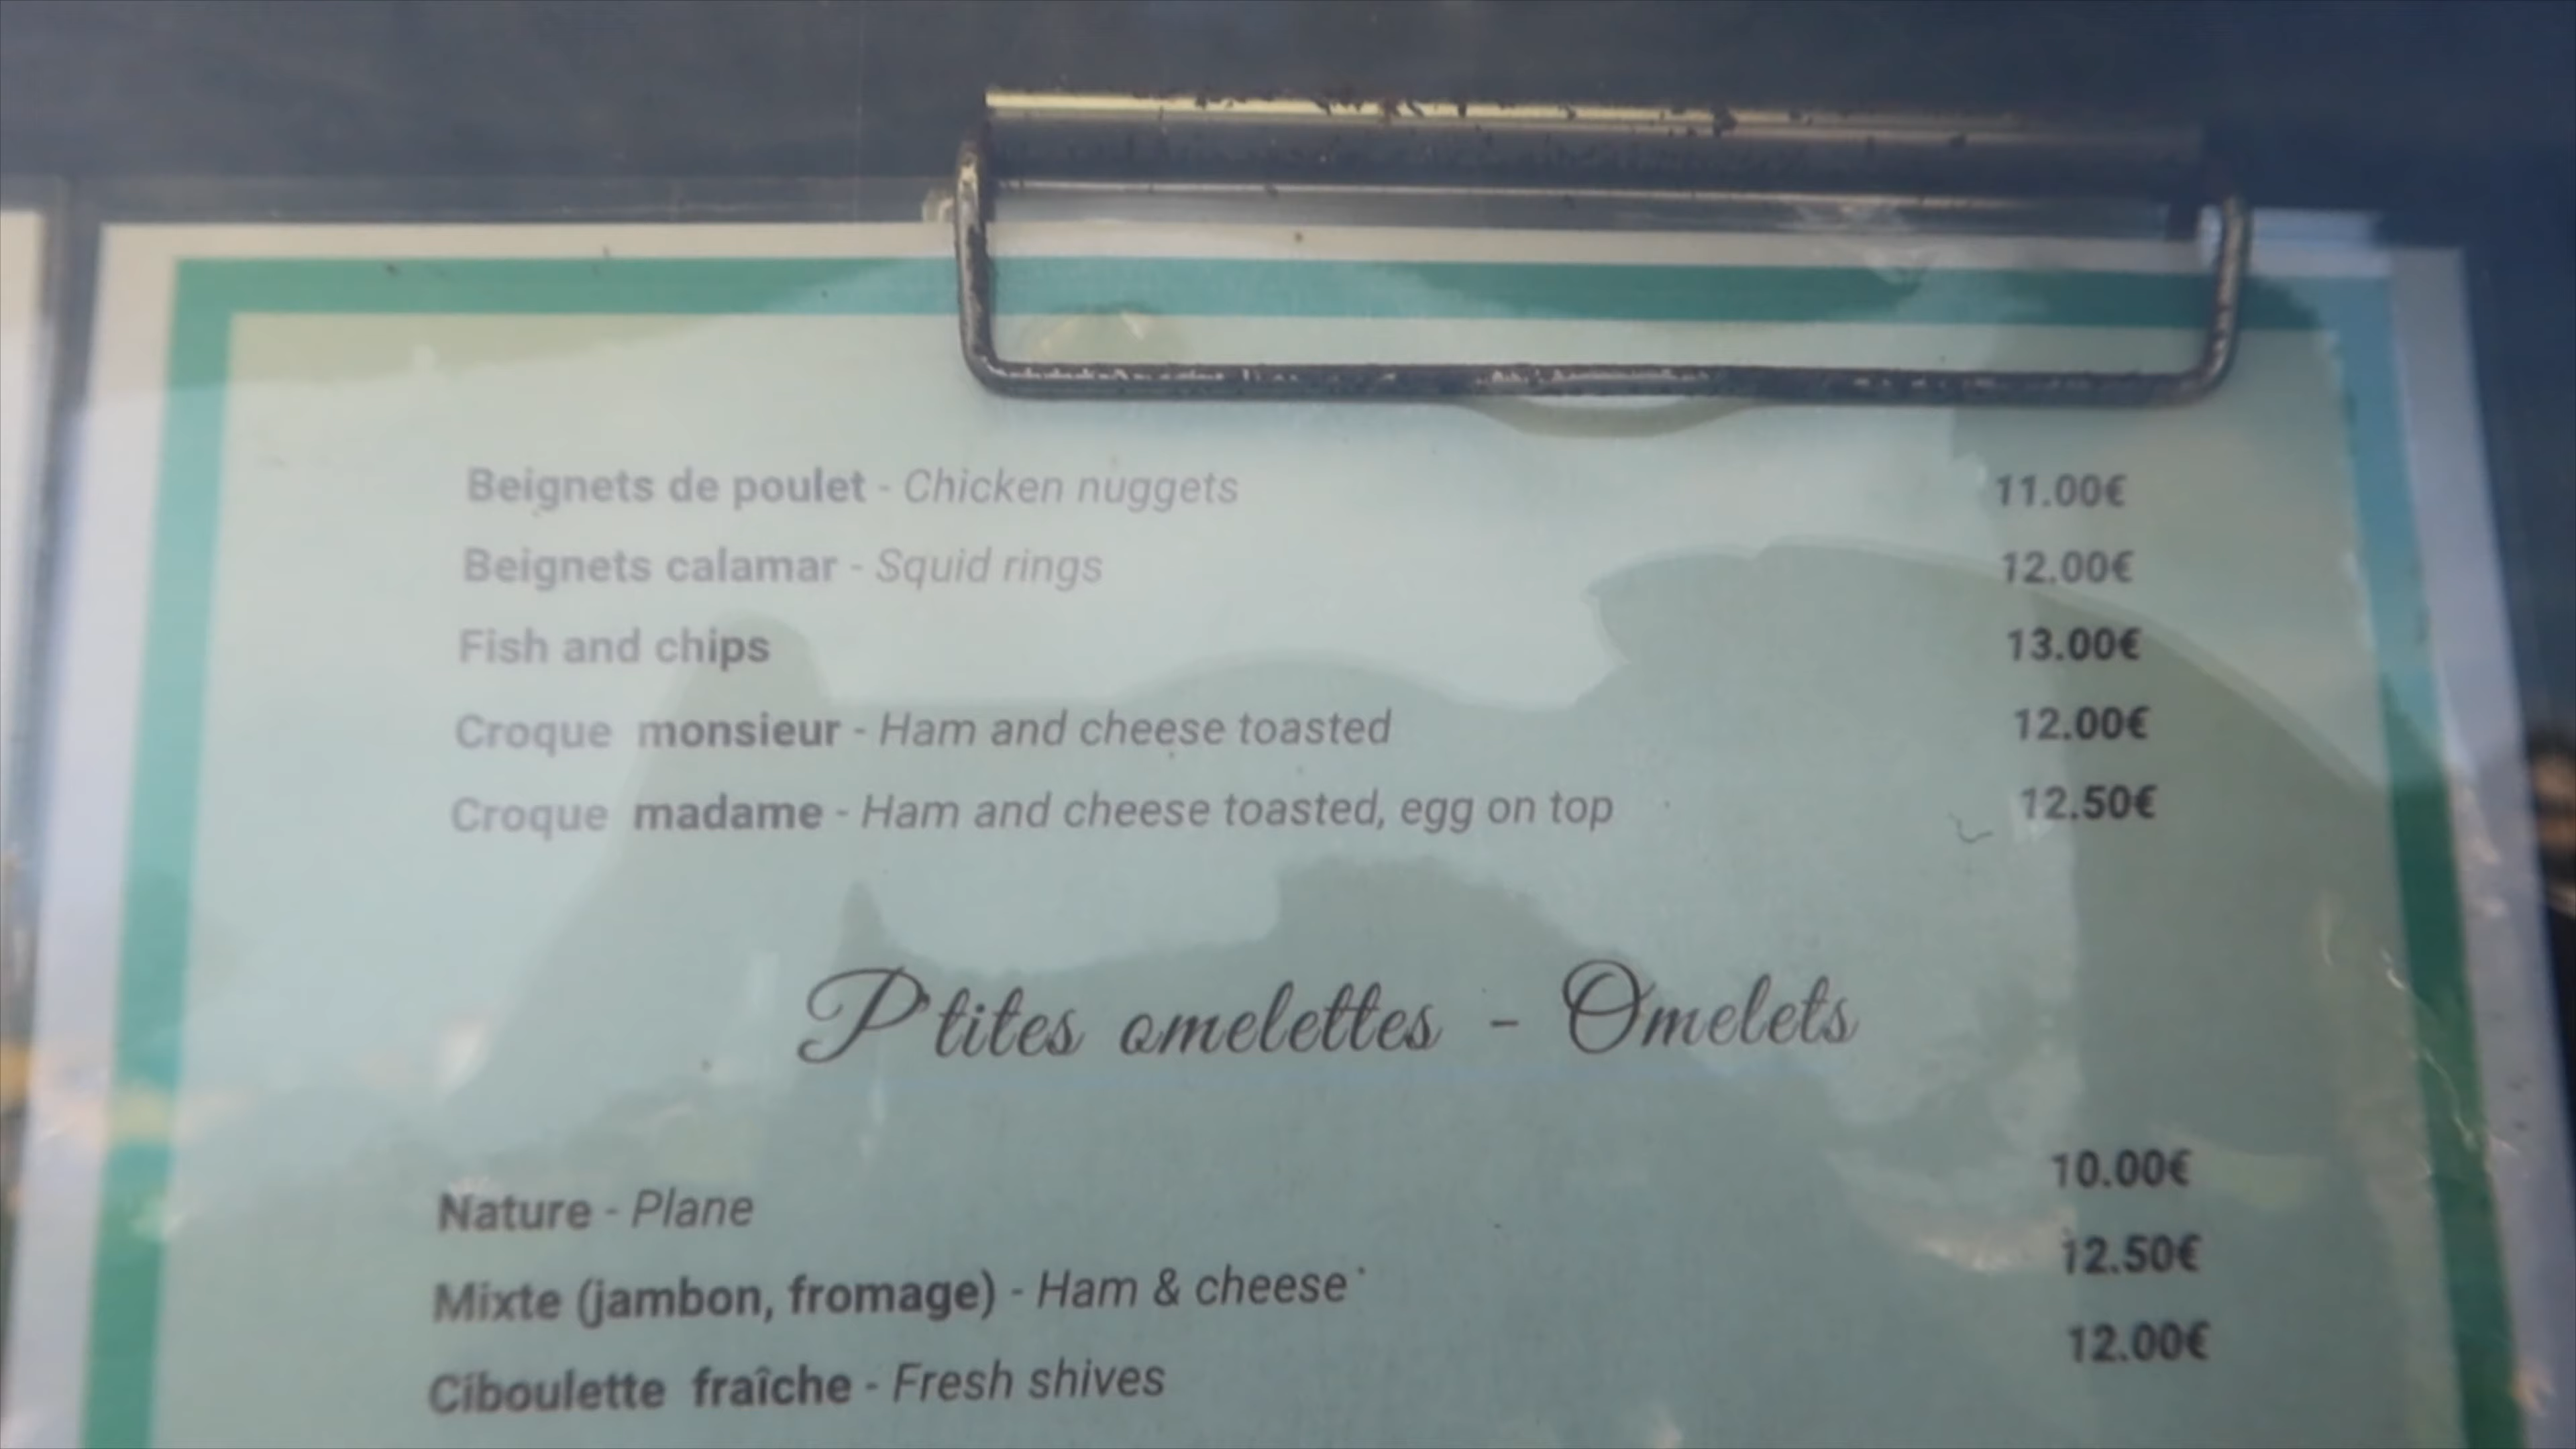 Beignets de poulet - Chicken nuggets 11.00€
Beignets calamar - Squid rings 12.00€
Fish and chips 13.00€
Croque monsieur - Ham and cheese toasted 12.00€
Croque madame - Ham and cheese toasted, egg on top 12.50€
P'tites omelettes - Omelets
Nature - Plane 10.00€
Mixte (jambon, fromage) - Ham & cheese 12.50€
Ciboulette fraîche - Fresh shives 12.00€